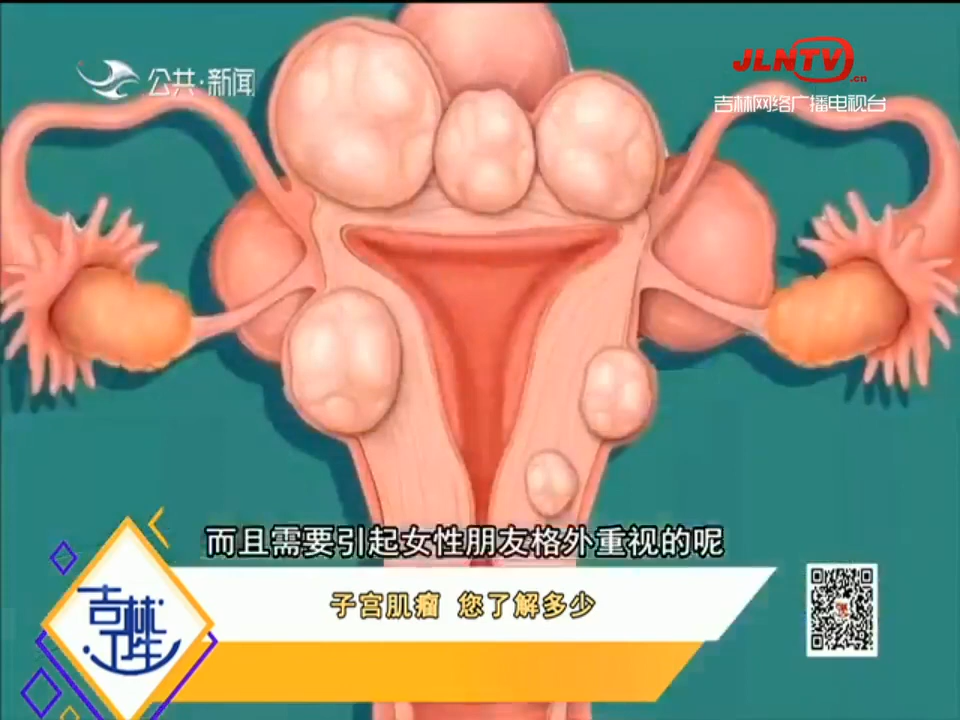 公共·新闻
JLNTV.cn
吉林网络广播电视台
而且需要引起女性朋友格外重视的呢
子宫肌瘤 您了解多少
吉林卫生